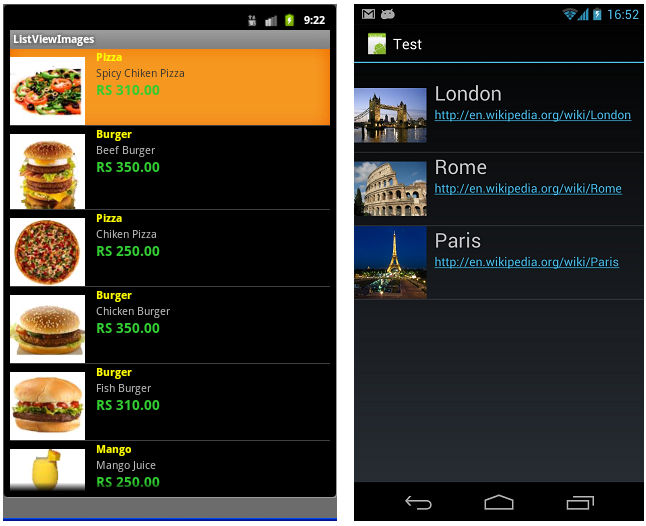 9:22
ListViewImages
Pizza
Spicy Chiken Pizza
RS 310.00
Burger
Beef Burger
RS 350.00
Pizza
Chiken Pizza
RS 250.00
Burger
Chicken Burger
RS 350.00
Burger
Fish Burger
RS 310.00
Mango
Mango Juice
RS 250.00
16:52
Test
London
http://en.wikipedia.org/wiki/London
Rome
http://en.wikipedia.org/wiki/Rome
Paris
http://en.wikipedia.org/wiki/Paris